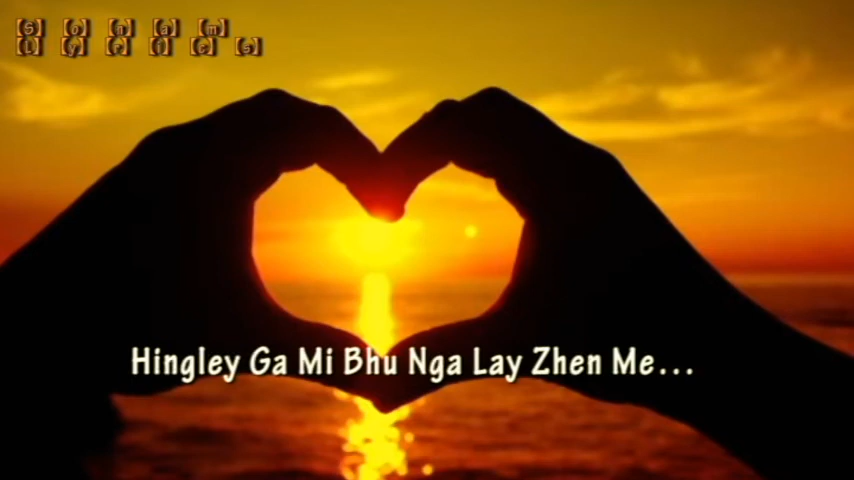 【S】【o】【n】【a】【m】
【L】【y】【r】【i】【c】【s】
Hingley Ga Mi Bhu Nga Lay Zhen Me...